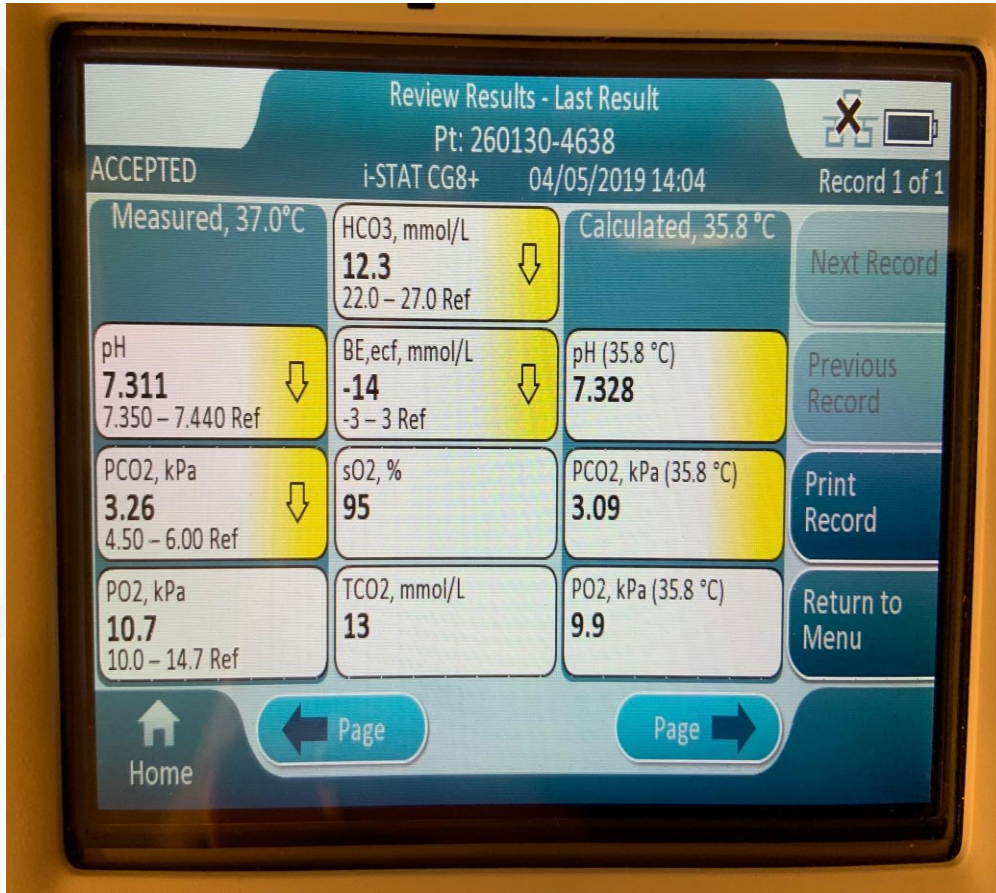 Review Results - Last Result
Pt: 260130-4638
ACCEPTED
i-STAT CG8+ 04/05/2019 14:04
Record 1 of 1
Measured, 37.0°C
HCO3, mmol/L
12.3
22.0 – 27.0 Ref
Calculated, 35.8 °C
Next Record
pH
7.311
7.350 – 7.440 Ref
BE,ecf, mmol/L
-14
-3 – 3 Ref
pH (35.8 °C)
7.328
Previous
Record
PCO2, kPa
3.26
4.50 – 6.00 Ref
sO2, %
95
PCO2, kPa (35.8 °C)
3.09
Print
Record
PO2, kPa
10.7
10.0 – 14.7 Ref
TCO2, mmol/L
13
PO2, kPa (35.8 °C)
9.9
Return to
Menu
Home
Page
Page